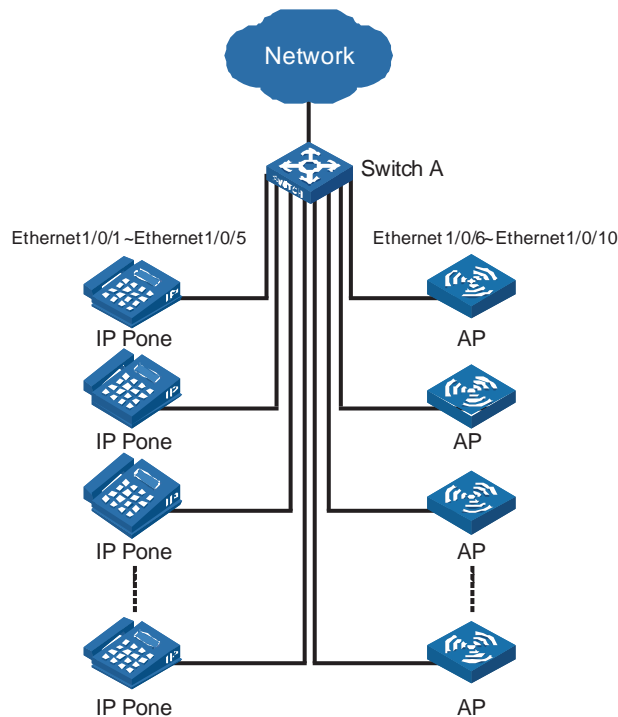 Network
Switch A
Ethernet1/0/1~Ethernet1/0/5
Ethernet 1/0/6~Ethernet1/0/10
IP Pone
AP
IP Pone
AP
IP Pone
AP
IP Pone
AP